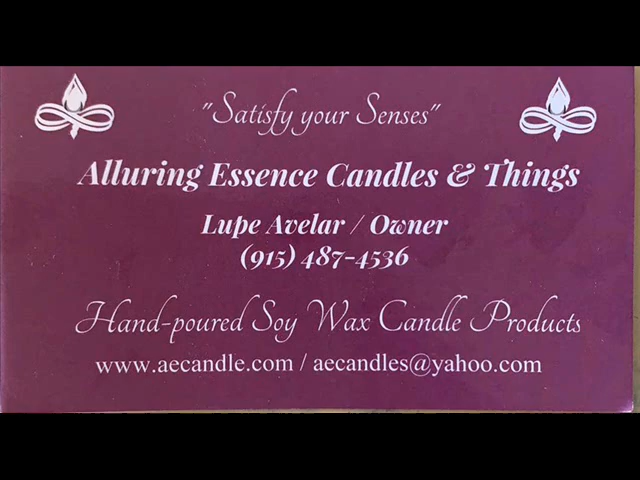 "Satisfy your Senses"
Alluring Essence Candles & Things
Lupe Avelar / Owner
(915) 487-4536
Hand-poured Soy Wax Candle Products
www.aecandle.com / aecandles@yahoo.com